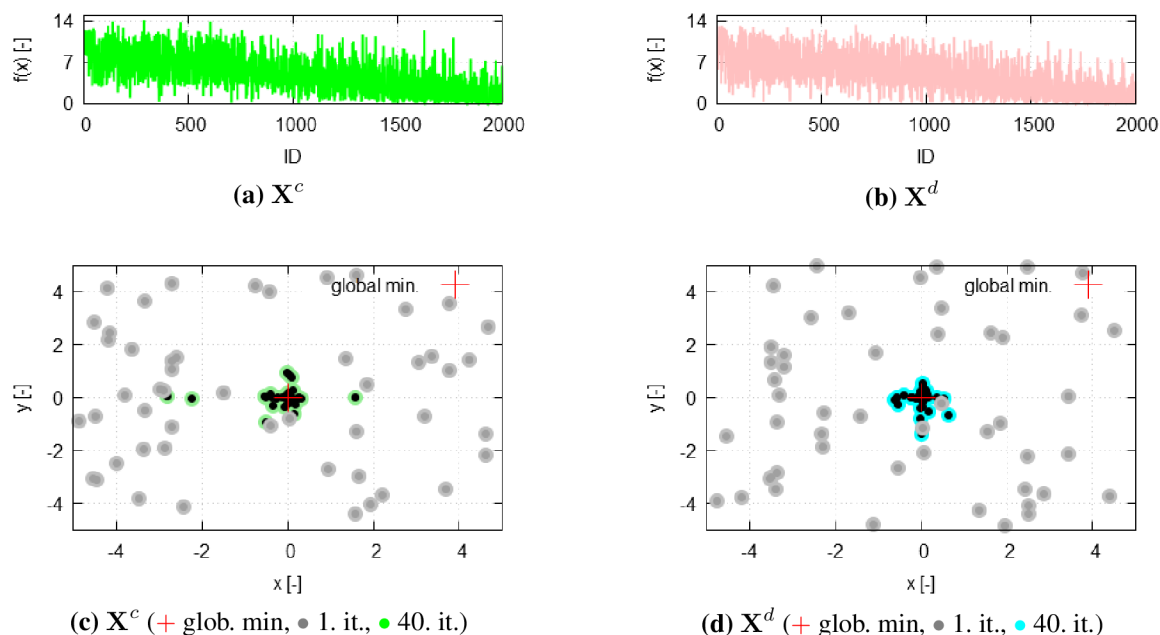 14
7
0
f(x) [-]
0 500 1000 1500 2000
ID
(a) X^c
14
7
0
f(x) [-]
0 500 1000 1500 2000
ID
(b) X^d
4
2
0
-2
-4
y [-]
global min.
-4 -2 0 2 4
x [-]
(c) X^c (+ glob. min, ● 1. it., ● 40. it.)
4
2
0
-2
-4
y [-]
global min.
-4 -2 0 2 4
x [-]
(d) X^d (+ glob. min, ● 1. it., ● 40. it.)